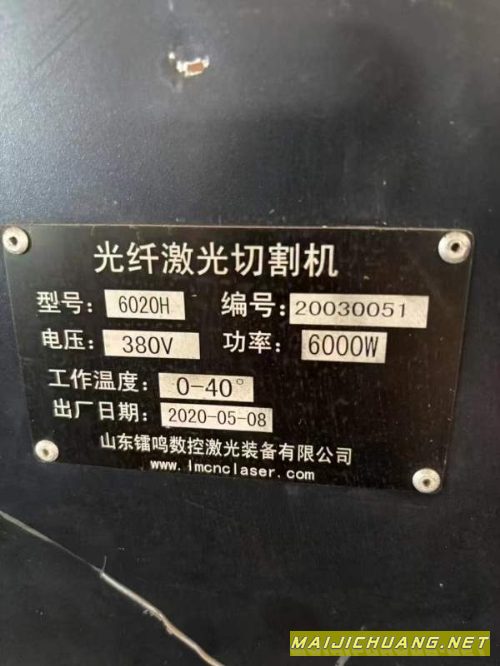 光纤激光切割机
型号: 6020H 编号: 20030051
电压: 380V 功率: 6000W
工作温度: 0-40°
出厂日期: 2020-05-08
山东镭鸣数控激光装备有限公司
www.lmcnclaser.com
MAIJICHUANG.NET